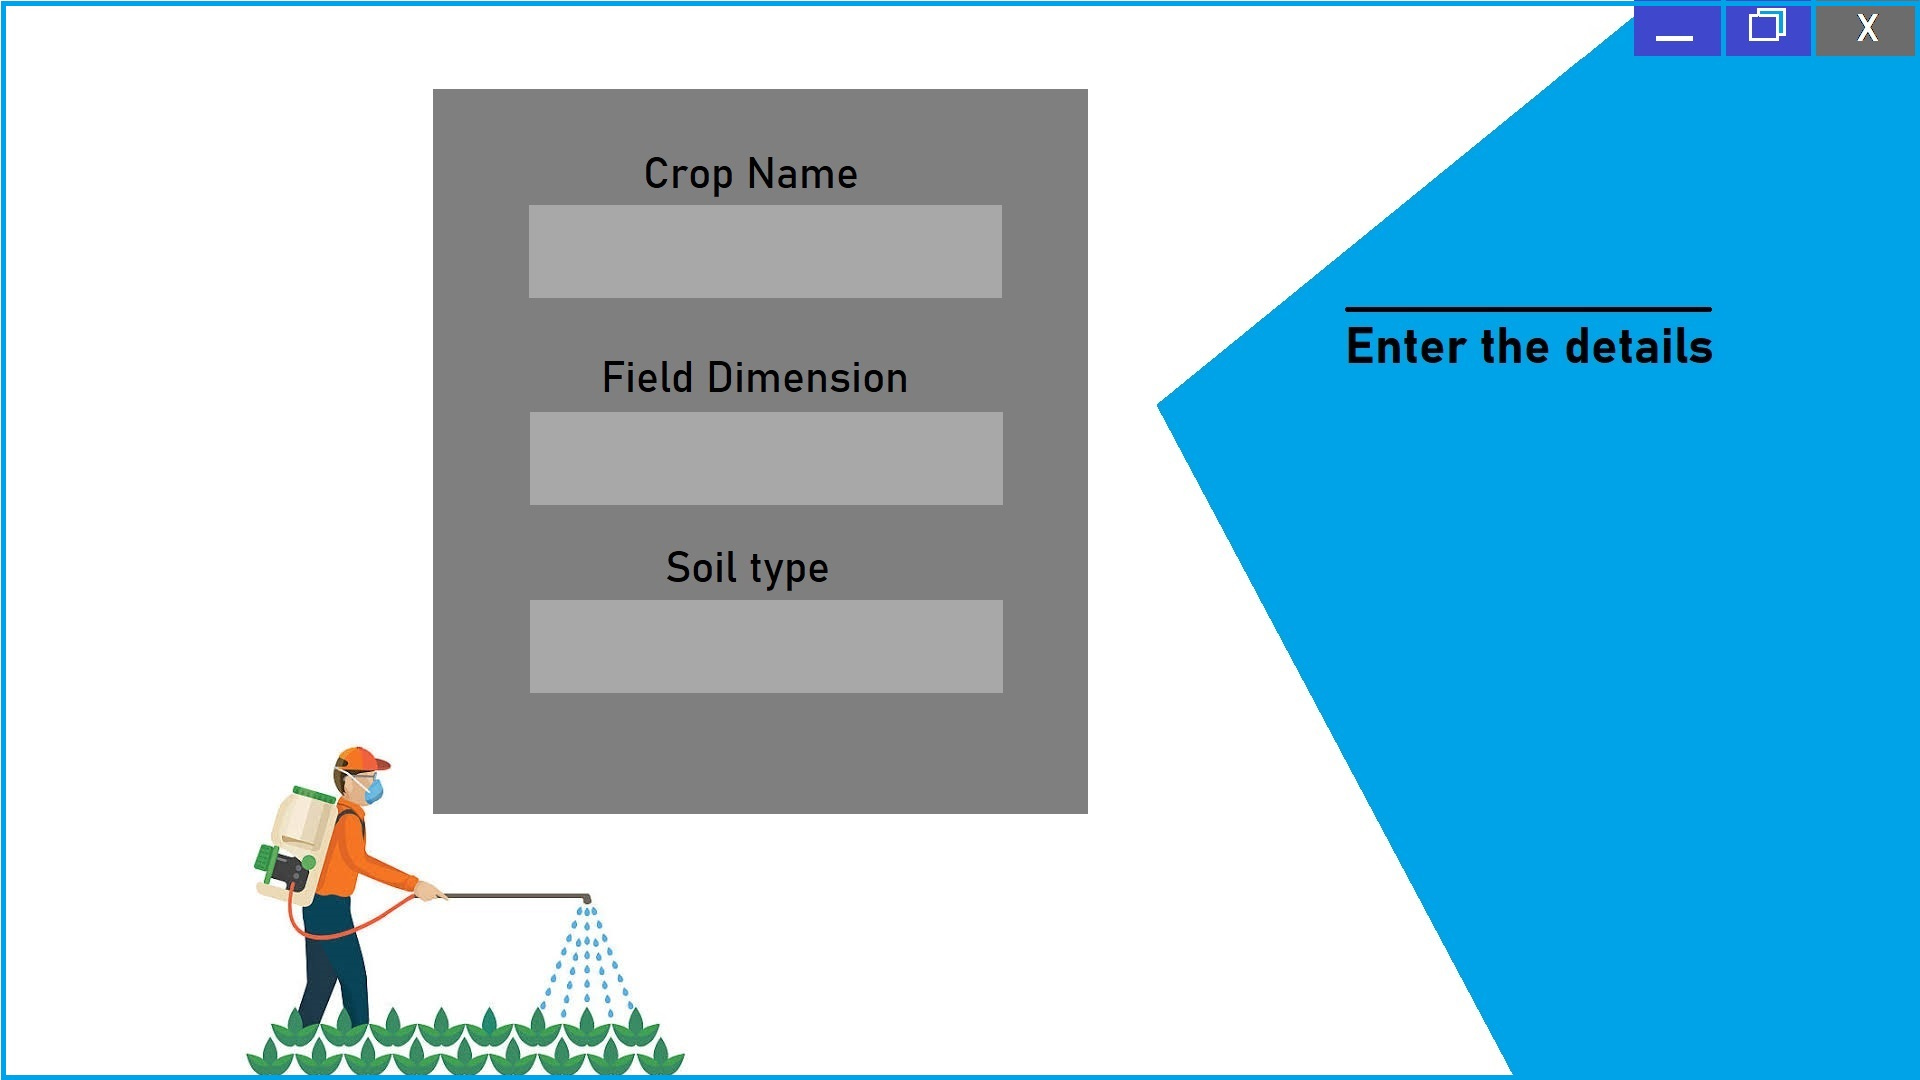 X
Crop Name
Enter the details
Field Dimension
Soil type